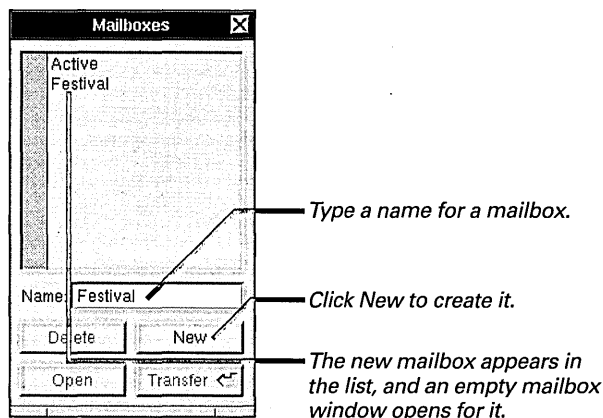 Mailboxes
Active
Festival
Type a name for a mailbox.
Name: Festival
Click New to create it.
Delete New
The new mailbox appears in
the list, and an empty mailbox
window opens for it.
Open Transfer